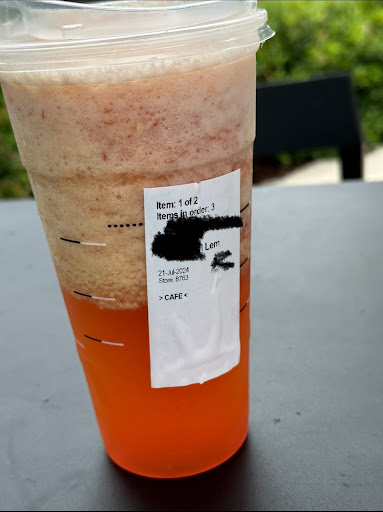 Item: 1 of 2
Items in order: 3
Lem
21-Jul-2024
Store: 8763
> CAFE <